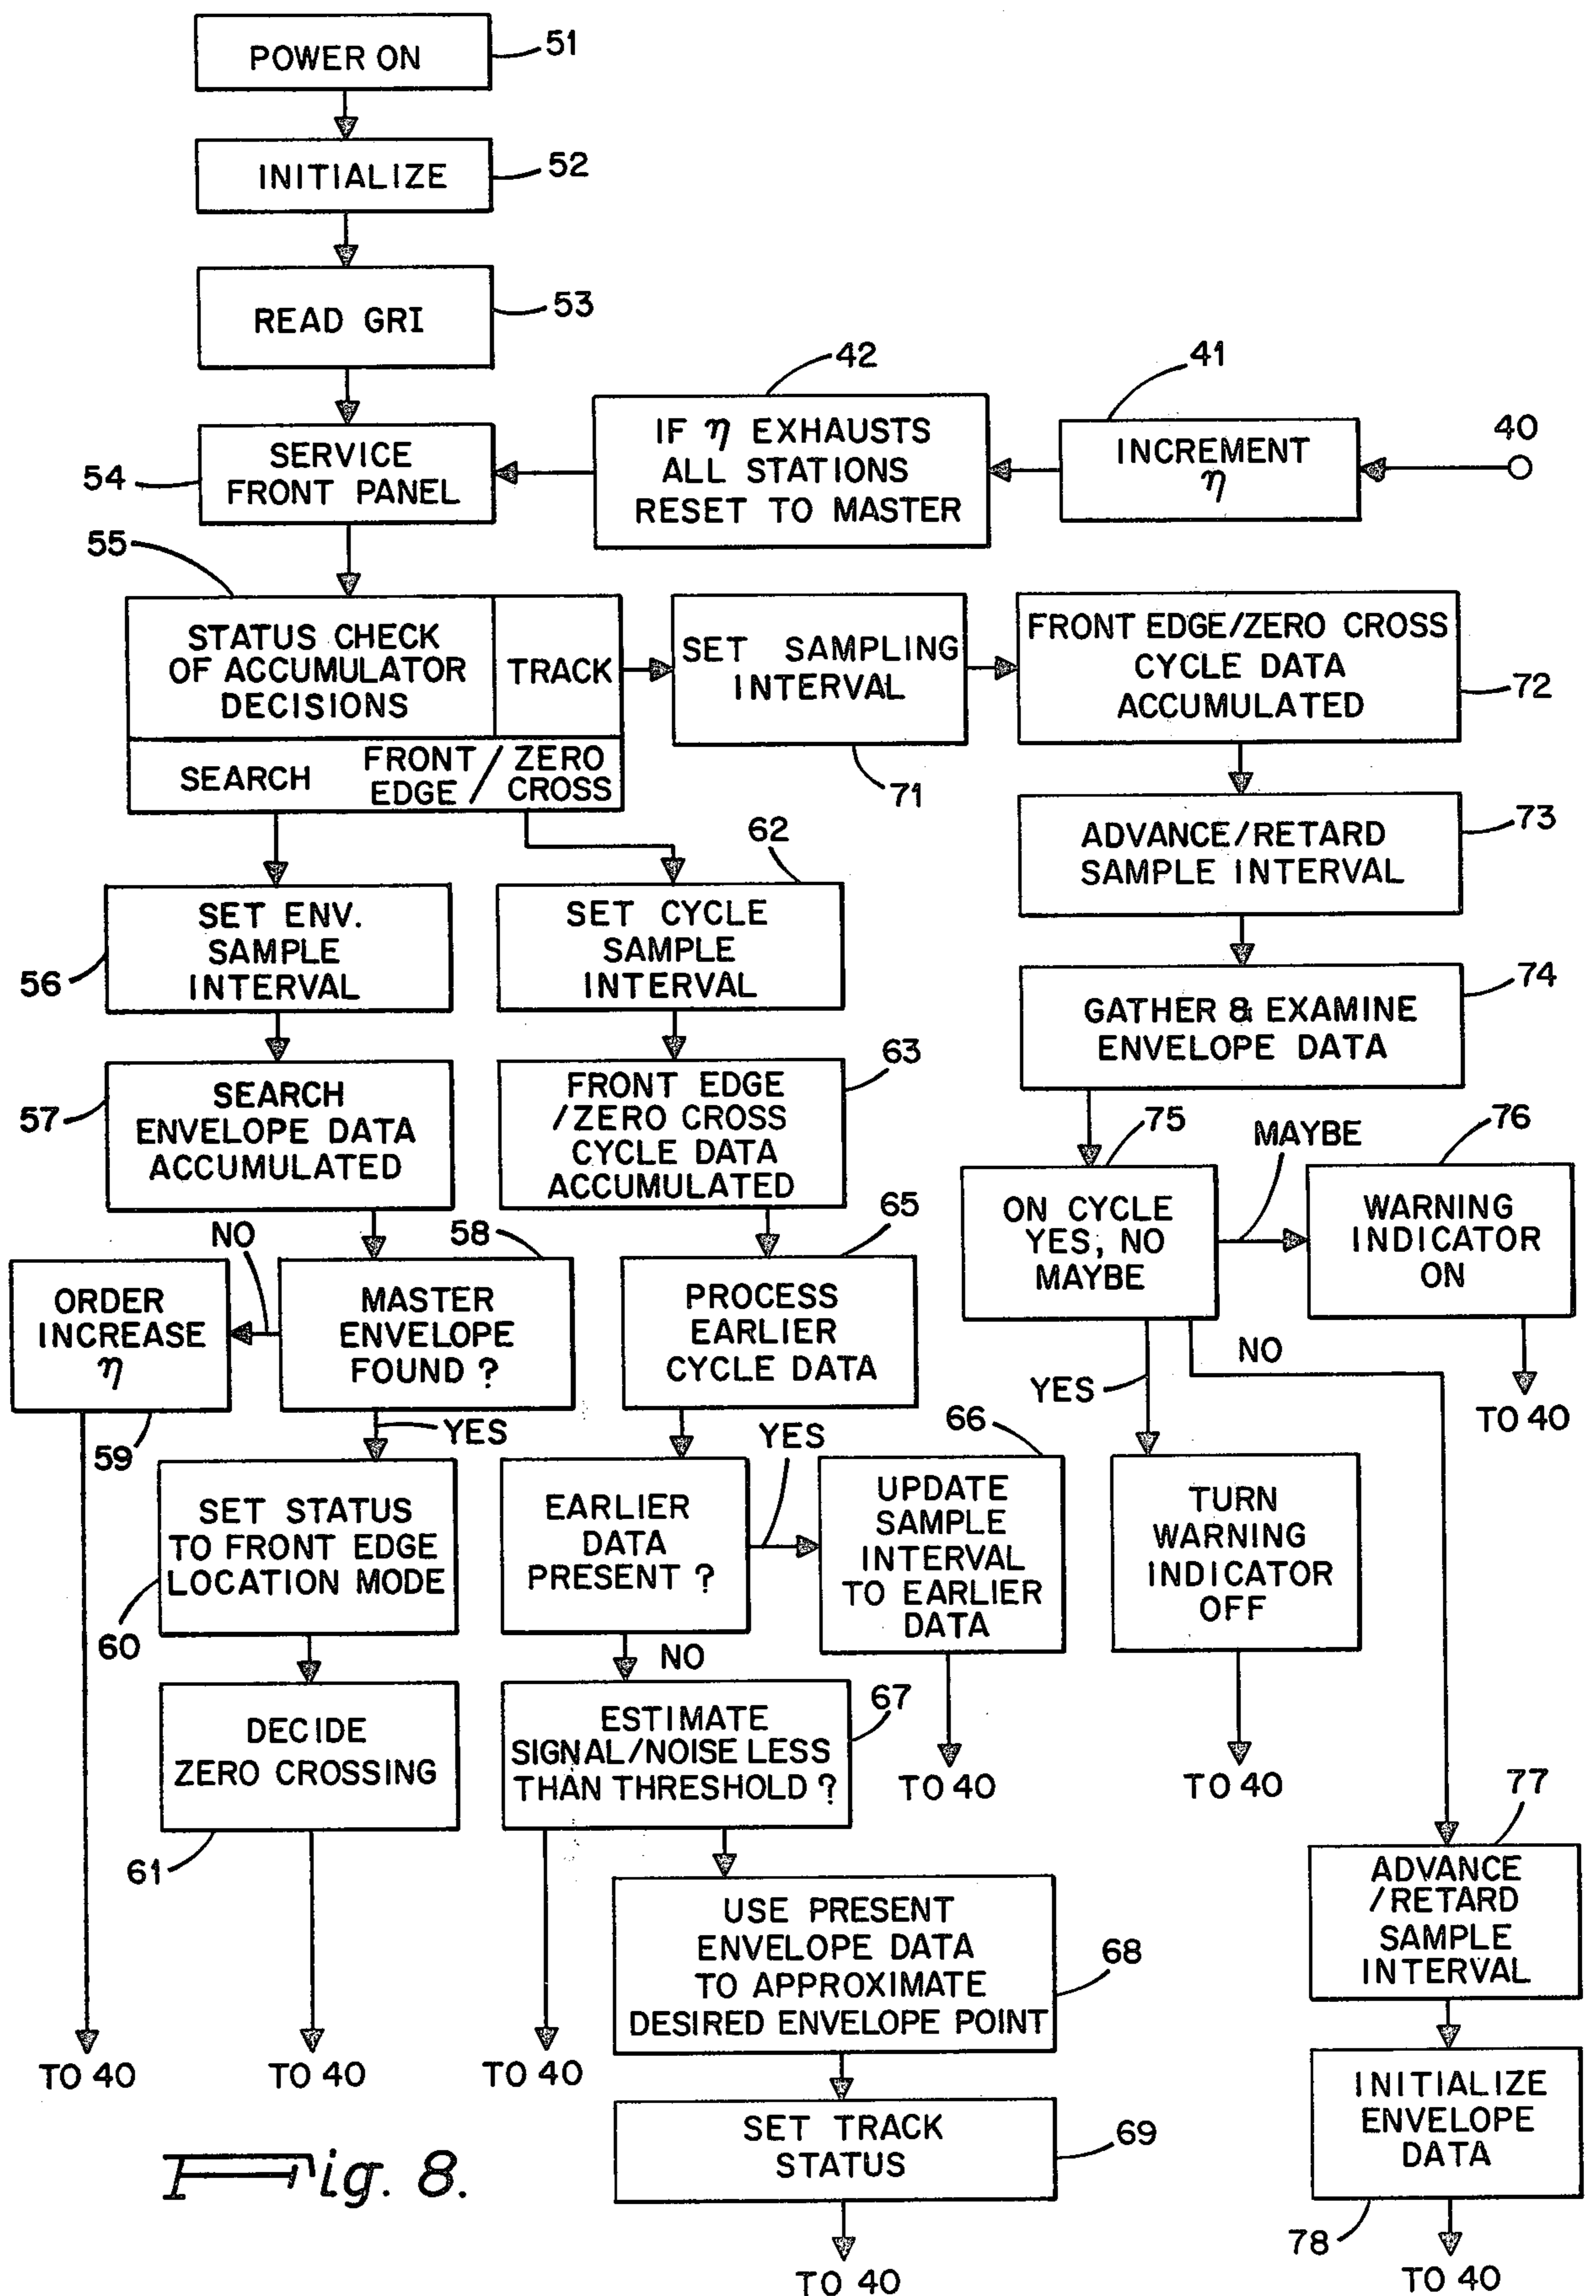 POWER ON
51
INITIALIZE
52
READ GRI
53
SERVICE
FRONT PANEL
54
IF η EXHAUSTS
ALL STATIONS
RESET TO MASTER
42
INCREMENT
η
41
40
55
STATUS CHECK
OF ACCUMULATOR
DECISIONS
TRACK
SEARCH
FRONT / ZERO
EDGE / CROSS
SET SAMPLING
INTERVAL
71
FRONT EDGE/ZERO CROSS
CYCLE DATA
ACCUMULATED
72
ADVANCE/RETARD
SAMPLE INTERVAL
73
GATHER & EXAMINE
ENVELOPE DATA
74
SET ENV.
SAMPLE
INTERVAL
56
SET CYCLE
SAMPLE
INTERVAL
62
SEARCH
ENVELOPE DATA
ACCUMULATED
57
FRONT EDGE
/ZERO CROSS
CYCLE DATA
ACCUMULATED
63
ON CYCLE
YES, NO
MAYBE
75
MAYBE
WARNING
INDICATOR
ON
76
TO 40
NO
ORDER
INCREASE
η
59
MASTER
ENVELOPE
FOUND ?
58
YES
PROCESS
EARLIER
CYCLE DATA
65
YES
NO
SET STATUS
TO FRONT EDGE
LOCATION MODE
60
EARLIER
DATA
PRESENT ?
YES
NO
UPDATE
SAMPLE
INTERVAL
TO EARLIER
DATA
66
TO 40
TURN
WARNING
INDICATOR
OFF
TO 40
DECIDE
ZERO CROSSING
61
ESTIMATE
SIGNAL/NOISE LESS
THAN THRESHOLD ?
67
ADVANCE
/RETARD
SAMPLE
INTERVAL
77
USE PRESENT
ENVELOPE DATA
TO APPROXIMATE
DESIRED ENVELOPE POINT
68
TO 40
TO 40
TO 40
SET TRACK
STATUS
69
TO 40
INITIALIZE
ENVELOPE
DATA
78
TO 40
Fig. 8.